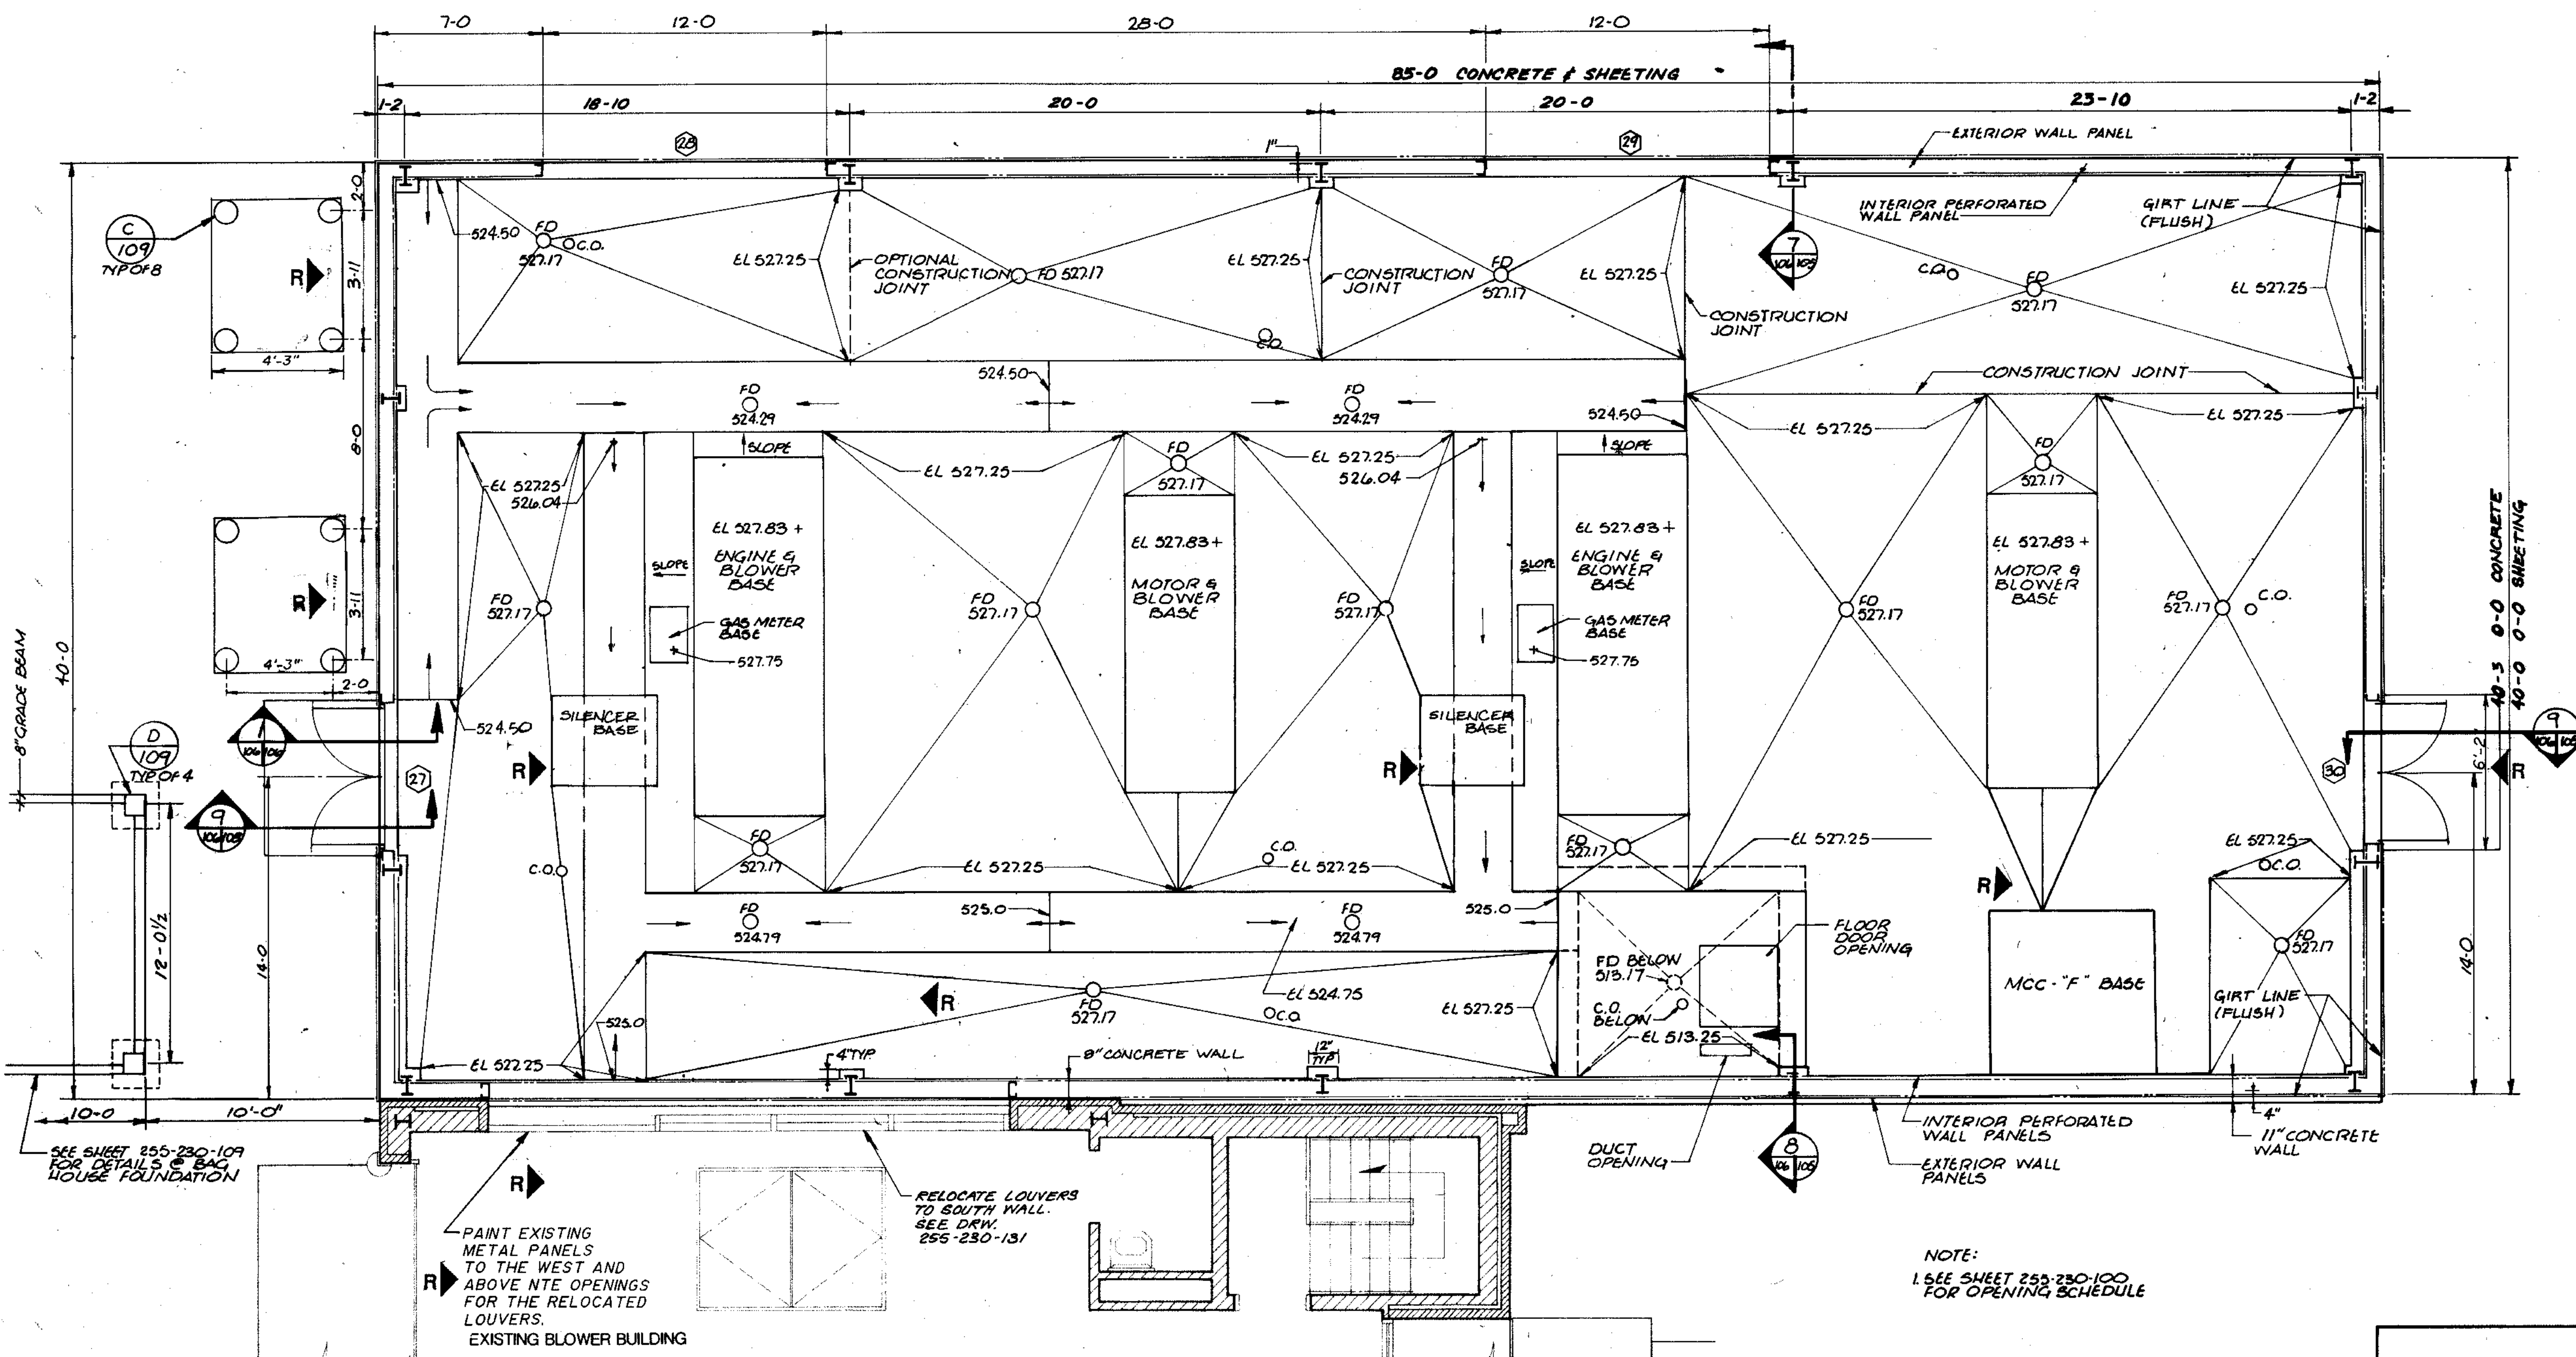 7-0 12-0 28-0 12-0
85-0 CONCRETE & SHEETING
1-2 18-10 20-0 20-0 23-10 1-2
28
1"
29
EXTERIOR WALL PANEL
INTERIOR PERFORATED
WALL PANEL
GIRT LINE
(FLUSH)
C
109
TYP OF 8
R
2-0
3-11
4'-3"
8-0
3-11
4'-3"
2-0
R
524.50
FD
527.17
C.O.
EL 527.25
OPTIONAL
CONSTRUCTION
JOINT
FD 527.17
C.O.
EL 527.25
CONSTRUCTION
JOINT
FD
527.17
EL 527.25
CONSTRUCTION
JOINT
7
106 105
C.O.
FD
527.17
EL 527.25
524.50
FD
524.29
FD
524.29
524.50
CONSTRUCTION JOINT
EL 527.25
EL 527.25
SLOPE
EL 527.25
526.04
EL 527.25
FD
527.17
EL 527.25
526.04
SLOPE
FD
527.17
EL 527.83+
ENGINE &
BLOWER
BASE
SLOPE
GAS METER
BASE
527.75
EL 527.83+
MOTOR &
BLOWER
BASE
EL 527.83+
ENGINE &
BLOWER
BASE
SLOPE
GAS METER
BASE
527.75
EL 527.83+
MOTOR &
BLOWER
BASE
FD
527.17
FD
527.17
FD
527.17
FD
527.17
FD
527.17
C.O.
40-3 0-0 CONCRETE
40-0 0-0 SHEETING
40-0
8" GRADE BEAM
D
109
TYP OF 4
7
106
524.50
27
9
106 105
SILENCER
BASE
R
SILENCER
BASE
R
30
6'-2"
9
106 105
R
12-0 1/2
14-0
C.O.
FD
527.17
EL 527.25
C.O.
EL 527.25
FD
527.17
EL 527.25
R
EL 527.25
C.O.
FD
524.79
525.0
FD
524.79
525.0
FLOOR
DOOR
OPENING
FD BELOW
513.17
C.O.
BELOW
EL 513.25
MCC-"F" BASE
FD
527.17
GIRT LINE
(FLUSH)
14-0
R
FD
527.17
EL 524.75
C.O.
EL 527.25
525.0
EL 527.25
4" TYP.
8" CONCRETE WALL
12"
TYP
10-0 10'-0"
SEE SHEET 255-230-109
FOR DETAILS @ BAG
HOUSE FOUNDATION
DUCT
OPENING
8
106 105
INTERIOR PERFORATED
WALL PANELS
EXTERIOR WALL
PANELS
4"
11" CONCRETE
WALL
R
RELOCATE LOUVERS
TO SOUTH WALL.
SEE DRW.
255-230-131
R
PAINT EXISTING
METAL PANELS
TO THE WEST AND
ABOVE NTE OPENINGS
FOR THE RELOCATED
LOUVERS.
EXISTING BLOWER BUILDING
NOTE:
1. SEE SHEET 255-230-100
FOR OPENING SCHEDULE